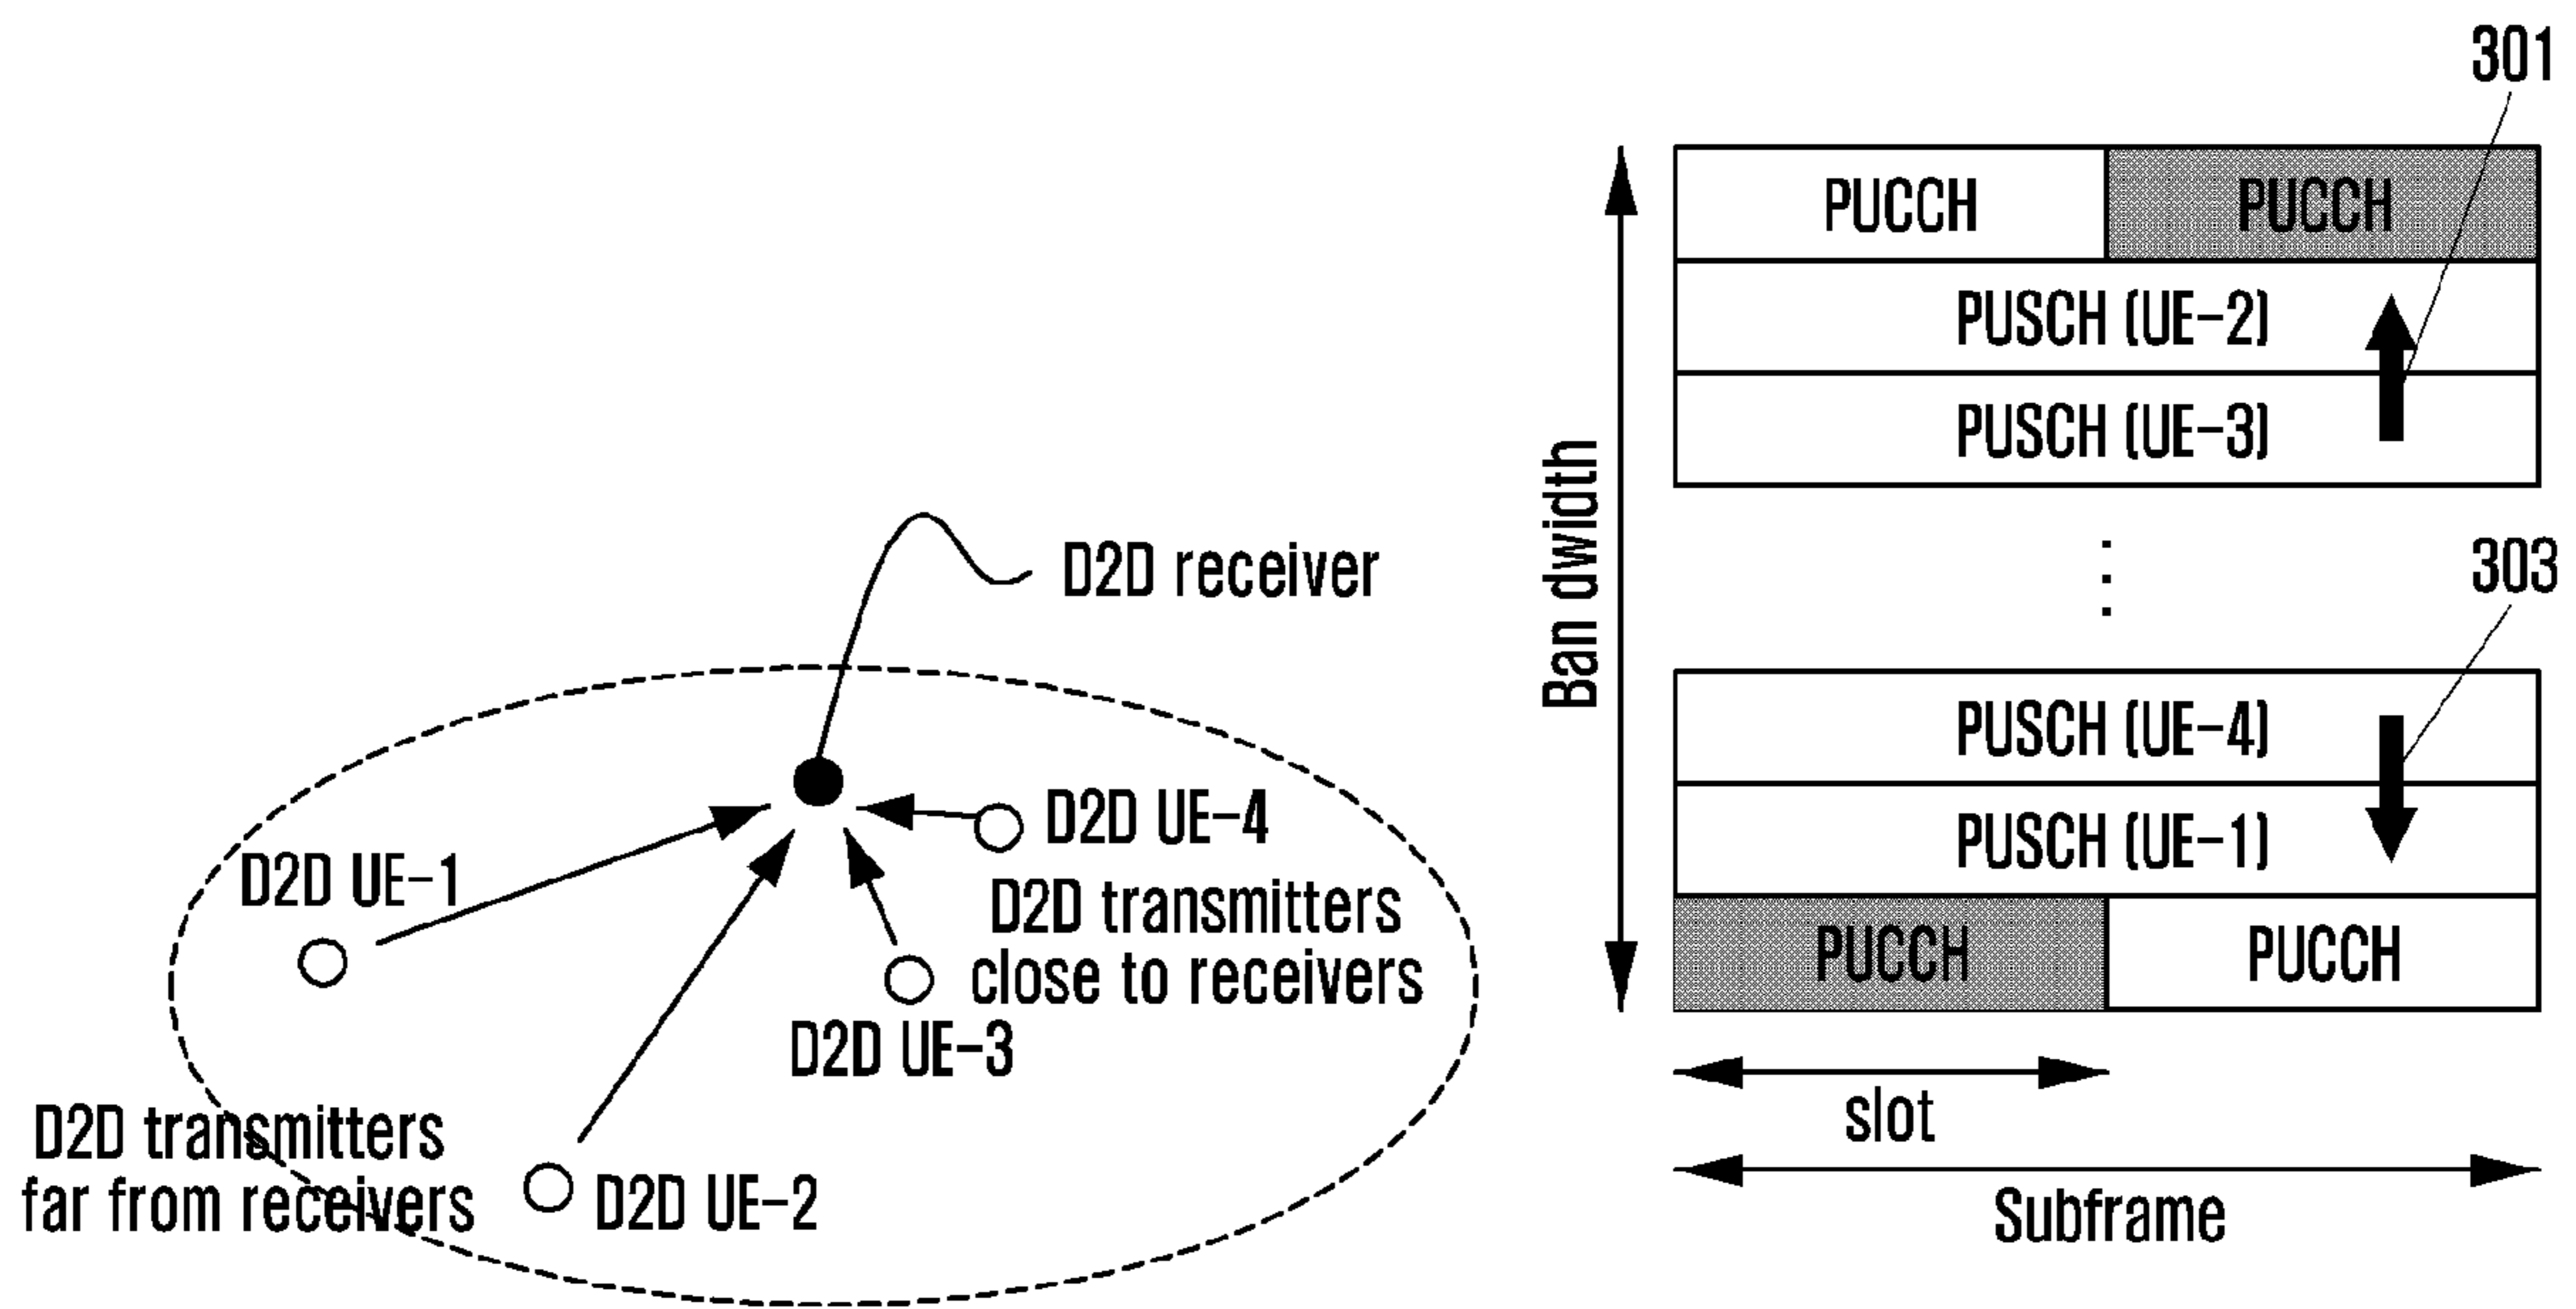 D2D receiver
D2D UE-4
D2D UE-1
D2D transmitters
close to receivers
D2D UE-3
D2D transmitters
far from receivers
D2D UE-2
301
PUCCH PUCCH
PUSCH (UE-2)
PUSCH (UE-3)
Ban dwidth
303
PUSCH (UE-4)
PUSCH (UE-1)
PUCCH PUCCH
slot
Subframe